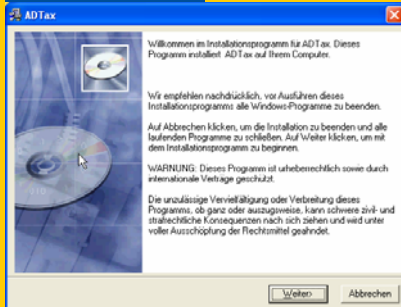 ADTax
Willkommen im Installationsprogramm für ADTax. Dieses
Programm installiert ADTax auf Ihrem Computer.
Wir empfehlen nachdrücklich, vor Ausführen dieses
Installationsprogramms alle Windows-Programme zu beenden.
Auf Abbrechen klicken, um die Installation zu beenden und alle
laufenden Programme zu schließen. Auf Weiter klicken, um mit
dem Installationsprogramm zu beginnen.
WARNUNG: Dieses Programm ist urheberrechtlich sowie durch
internationale Verträge geschützt.
Die unzulässige Vervielfältigung oder Verbreitung dieses
Programms, ob ganz oder auszugsweise, kann schwere zivil- und
strafrechtliche Konsequenzen nach sich ziehen und wird unter
voller Ausschöpfung der Rechtsmittel geahndet.
Weiter> Abbrechen